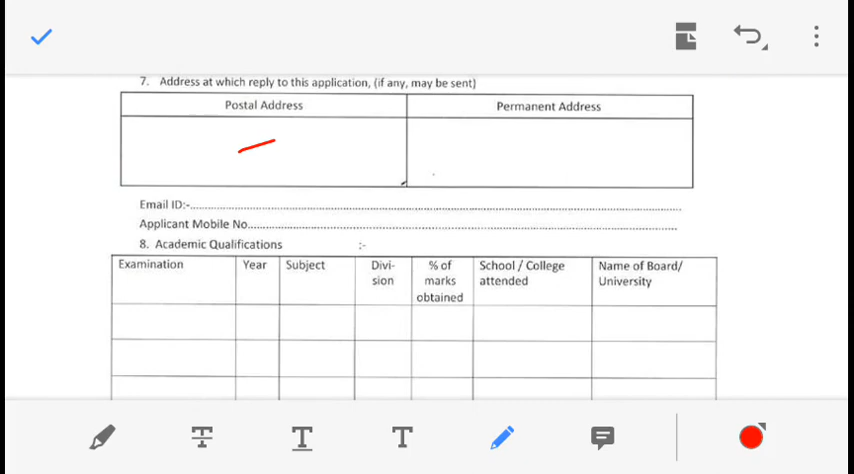 7. Address at which reply to this application, (if any, may be sent)
Postal Address
Permanent Address
Email ID:-................................................................
Applicant Mobile No................................................................
8. Academic Qualifications :-
Examination
Year
Subject
Divi-
sion
% of
marks
obtained
School / College
attended
Name of Board/
University
T
T
T